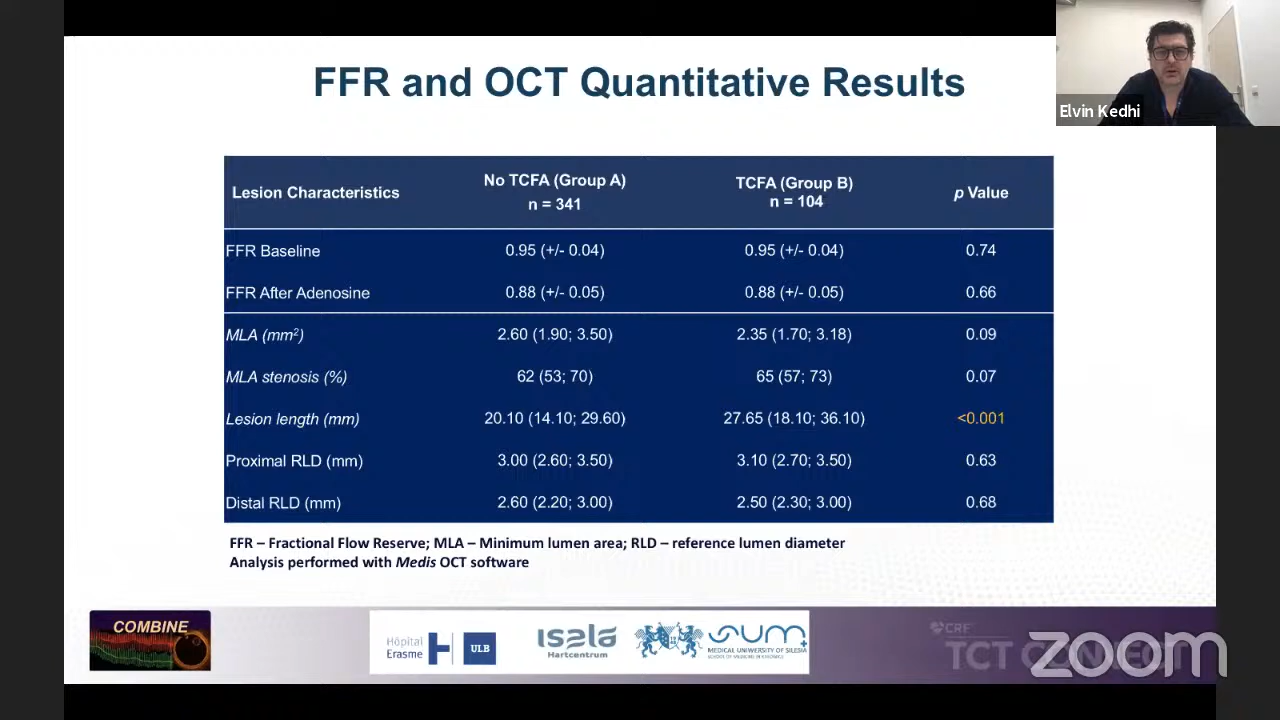 FFR and OCT Quantitative Results
Elvin Kedhi
Lesion Characteristics No TCFA (Group A) n = 341 TCFA (Group B) n = 104 p Value
FFR Baseline 0.95 (+/- 0.04) 0.95 (+/- 0.04) 0.74
FFR After Adenosine 0.88 (+/- 0.05) 0.88 (+/- 0.05) 0.66
MLA (mm²) 2.60 (1.90; 3.50) 2.35 (1.70; 3.18) 0.09
MLA stenosis (%) 62 (53; 70) 65 (57; 73) 0.07
Lesion length (mm) 20.10 (14.10; 29.60) 27.65 (18.10; 36.10) <0.001
Proximal RLD (mm) 3.00 (2.60; 3.50) 3.10 (2.70; 3.50) 0.63
Distal RLD (mm) 2.60 (2.20; 3.00) 2.50 (2.30; 3.00) 0.68
FFR – Fractional Flow Reserve; MLA – Minimum lumen area; RLD – reference lumen diameter
Analysis performed with Medis OCT software
COMBINE
Hôpital
Erasme
H
ULB
isala
Hartcentrum
sum
MEDICAL UNIVERSITY OF SILESIA
CRF
TCT
zoom